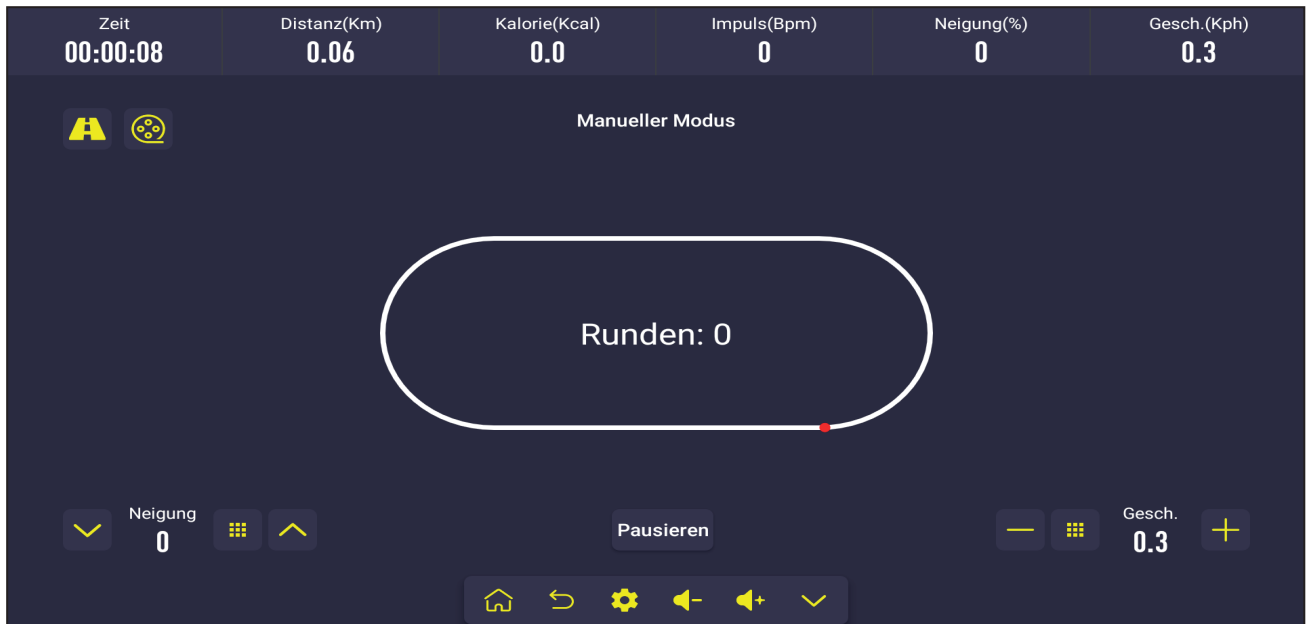 Zeit Distanz(Km) Kalorie(Kcal) Impuls(Bpm) Neigung(%) Gesch.(Kph)
00:00:08 0.06 0.0 0 0 0.3
Manueller Modus
Runden: 0
Neigung
0
Pausieren
Gesch.
0.3